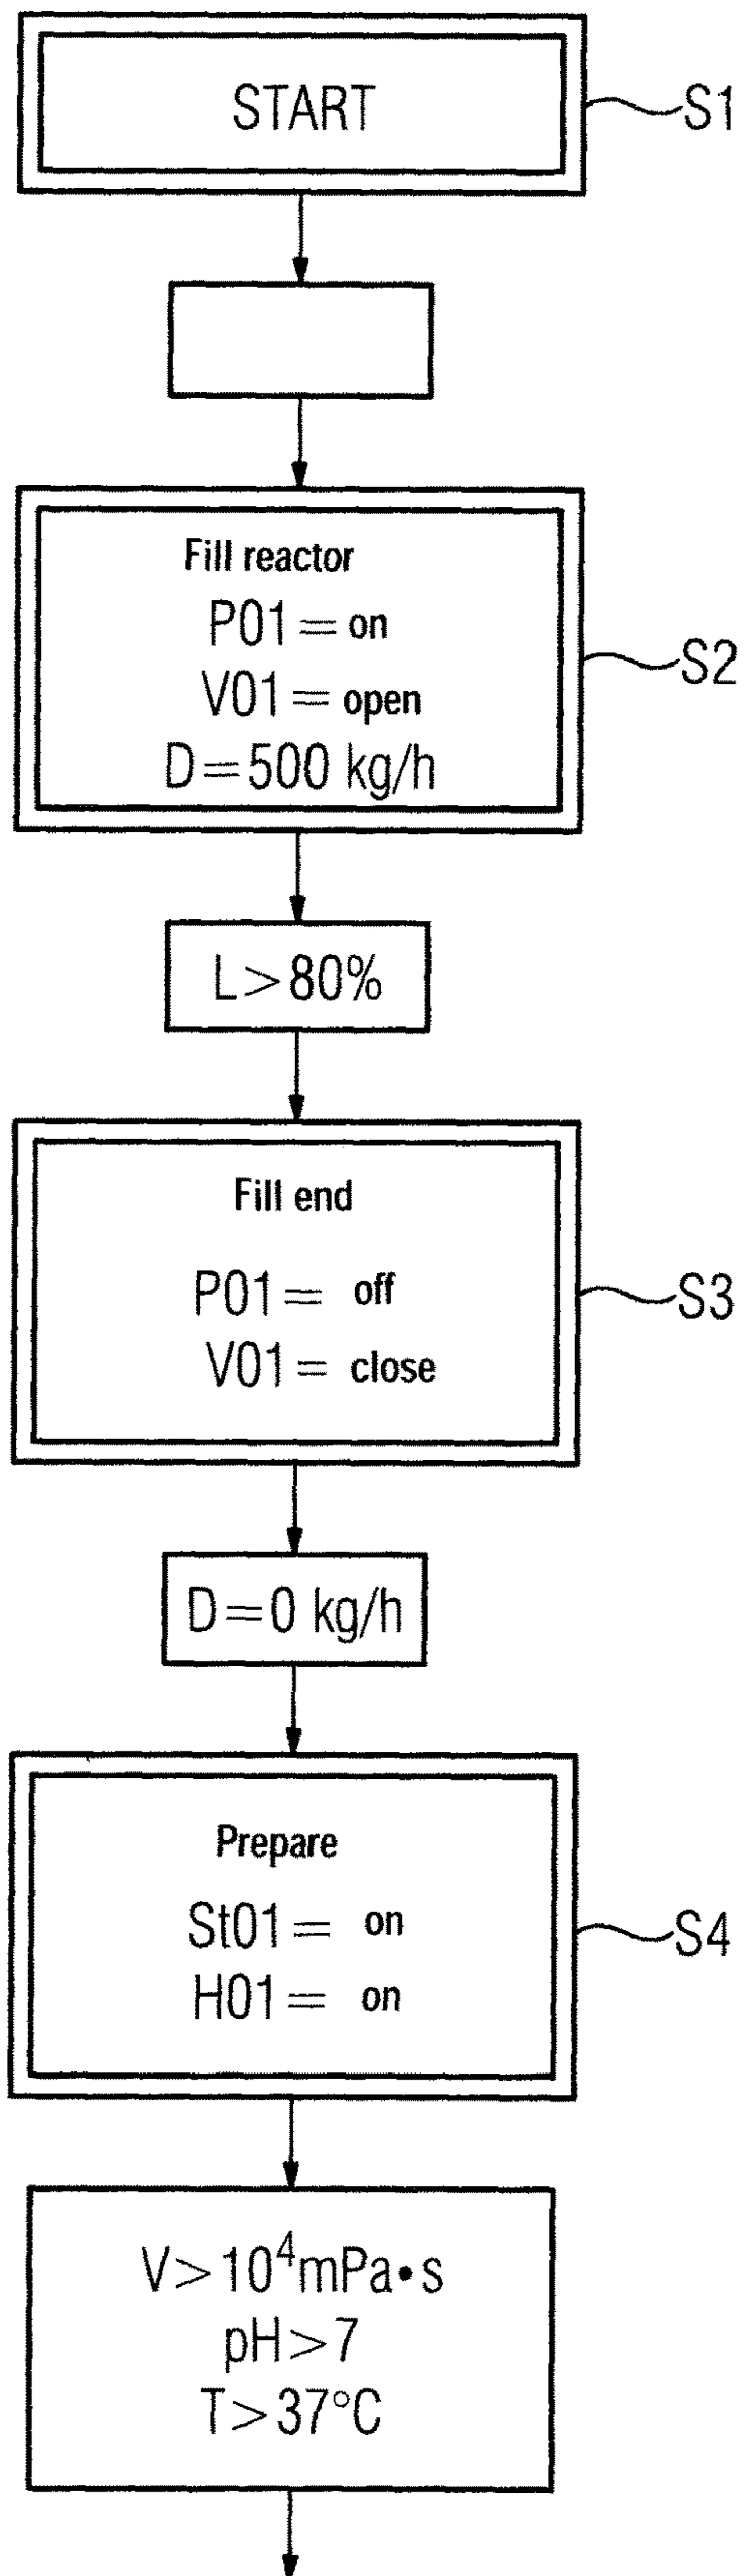 START
S1
Fill reactor
P01= on
V01= open
D=500 kg/h
S2
L>80%
Fill end
P01= off
V01= close
S3
D=0 kg/h
Prepare
St01= on
H01= on
S4
V>10⁴mPa•s
pH>7
T>37°C